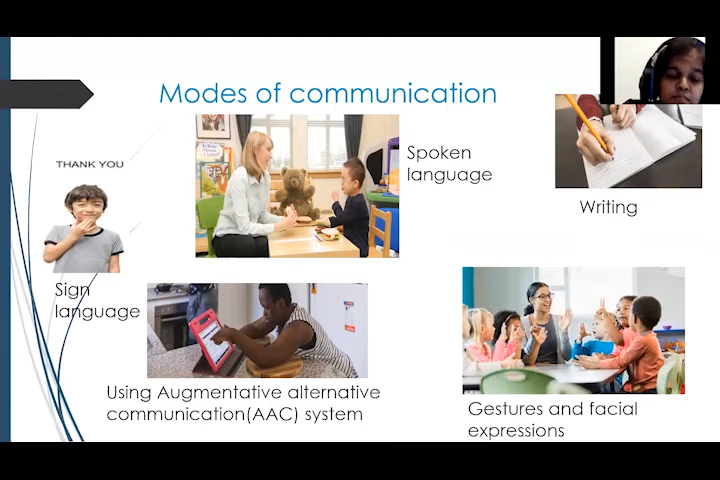 Modes of communication
THANK YOU
Spoken
language
Writing
Sign
language
Using Augmentative alternative
communication(AAC) system
Gestures and facial
expressions